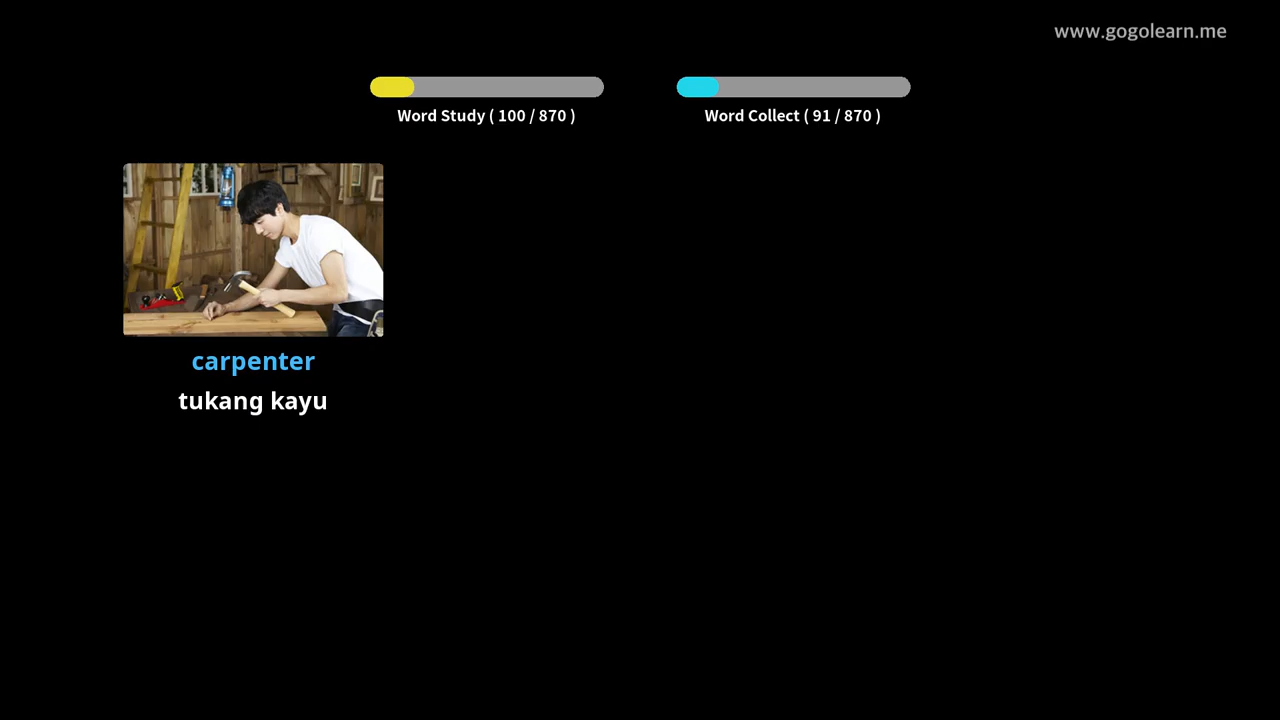 www.gogolearn.me
Word Study ( 100 / 870 )
Word Collect ( 91 / 870 )
carpenter
tukang kayu